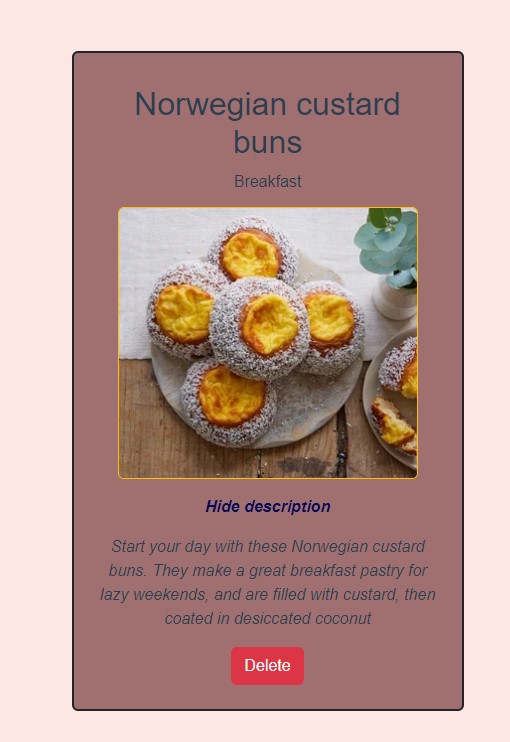 Norwegian custard
buns
Breakfast
Hide description
Start your day with these Norwegian custard
buns. They make a great breakfast pastry for
lazy weekends, and are filled with custard, then
coated in desiccated coconut
Delete